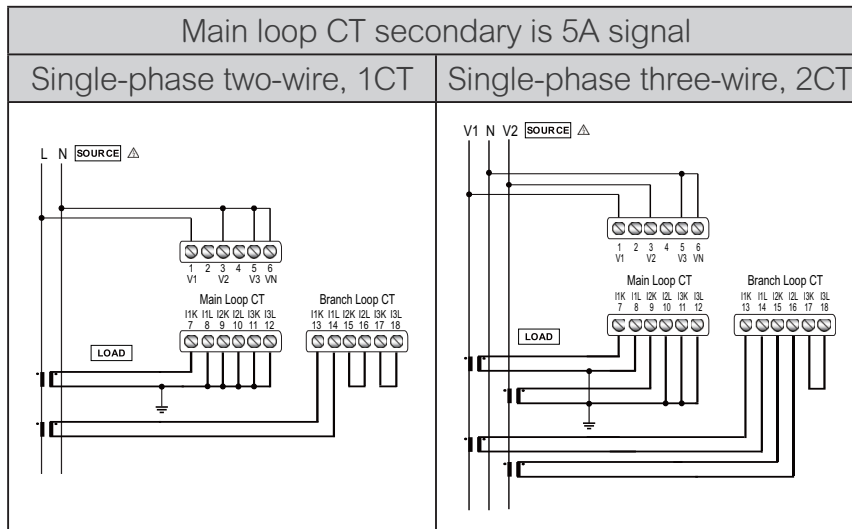 Main loop CT secondary is 5A signal
Single-phase two-wire, 1CT
Single-phase three-wire, 2CT
L N SOURCE ⚠
1 2 3 4 5 6
V1 V2 V3 VN
Main Loop CT
I1K I1L I2K I2L I3K I3L
7 8 9 10 11 12
Branch Loop CT
I1K I1L I2K I2L I3K I3L
13 14 15 16 17 18
LOAD
V1 N V2 SOURCE ⚠
1 2 3 4 5 6
V1 V2 V3 VN
Main Loop CT
I1K I1L I2K I2L I3K I3L
7 8 9 10 11 12
Branch Loop CT
I1K I1L I2K I2L I3K I3L
13 14 15 16 17 18
LOAD